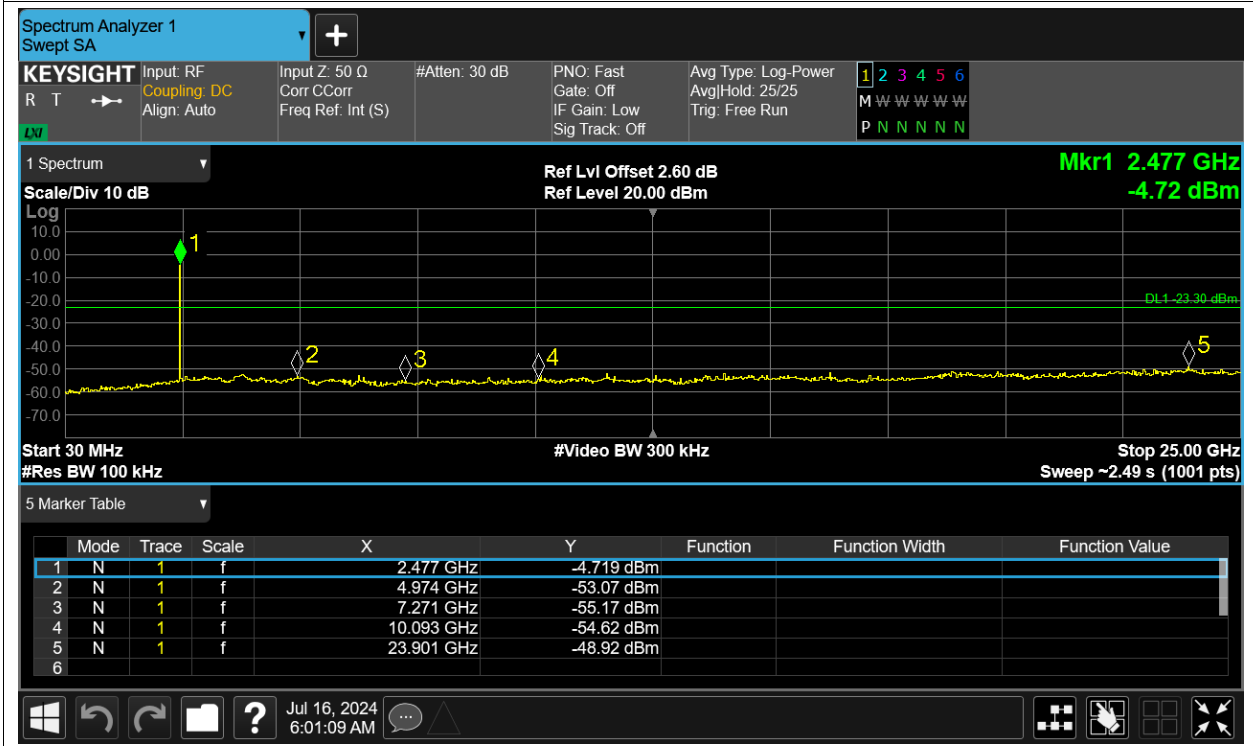 Spectrum Analyzer 1
Swept SA
+
KEYSIGHT Input: RF Input Z: 50 Ω #Atten: 30 dB PNO: Fast Avg Type: Log-Power 1 2 3 4 5 6
R T Coupling: DC Corr CCorr Gate: Off Avg|Hold: 25/25 M W W W W W
Align: Auto Freq Ref: Int (S) IF Gain: Low Trig: Free Run
LXI Sig Track: Off P N N N N N
1 Spectrum Ref Lvl Offset 2.60 dB Mkr1 2.477 GHz
Scale/Div 10 dB Ref Level 20.00 dBm -4.72 dBm
Log
10.0
1
0.00
-10.0
-20.0 DL1 -23.30 dBm
-30.0
-40.0 2 3 4 5
-50.0
-60.0
-70.0
Start 30 MHz #Video BW 300 kHz Stop 25.00 GHz
#Res BW 100 kHz Sweep ~2.49 s (1001 pts)
5 Marker Table
Mode Trace Scale X Y Function Function Width Function Value
1 N 1 f 2.477 GHz -4.719 dBm
2 N 1 f 4.974 GHz -53.07 dBm
3 N 1 f 7.271 GHz -55.17 dBm
4 N 1 f 10.093 GHz -54.62 dBm
5 N 1 f 23.901 GHz -48.92 dBm
6
? Jul 16, 2024
6:01:09 AM